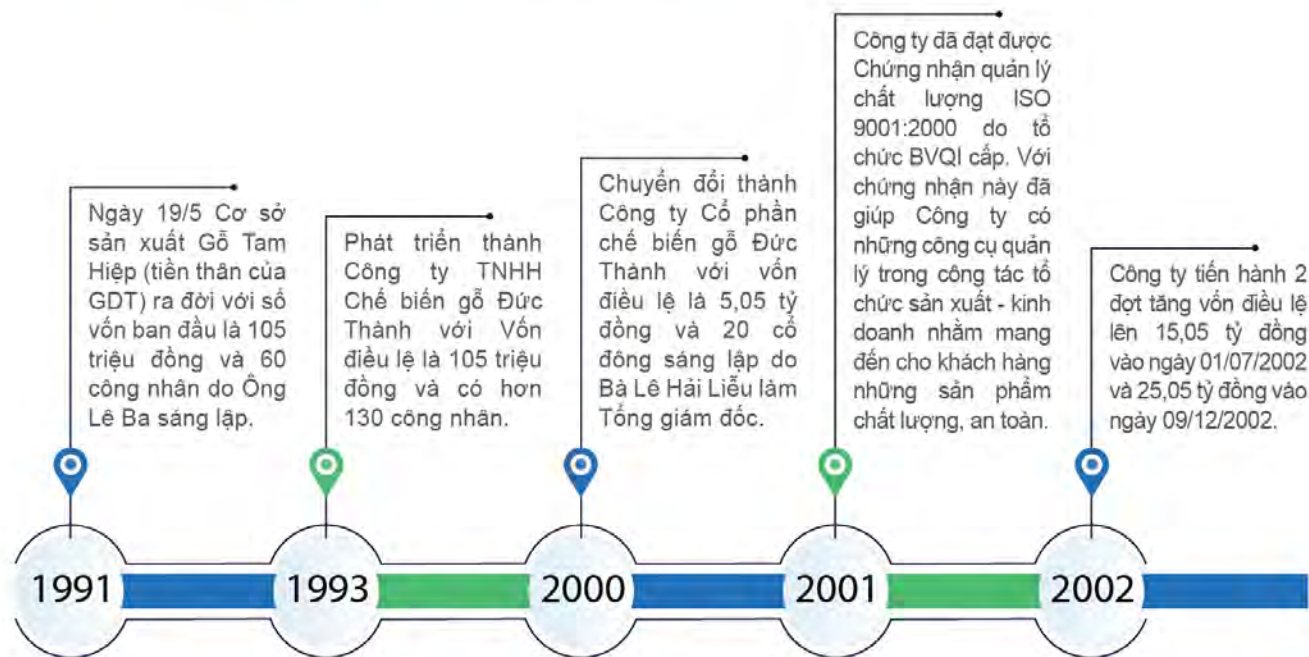 Ngày 19/5 Cơ sở
sản xuất Gỗ Tam
Hiệp (tiền thân của
GDT) ra đời với số
vốn ban đầu là 105
triệu đồng và 60
công nhân do Ông
Lê Ba sáng lập.
1991
Phát triển thành
Công ty TNHH
Chế biến gỗ Đức
Thành với Vốn
điều lệ là 105 triệu
đồng và có hơn
130 công nhân.
1993
Chuyển đổi thành
Công ty Cổ phần
chế biến gỗ Đức
Thành với vốn
điều lệ là 5,05 tỷ
đồng và 20 cổ
đông sáng lập do
Bà Lê Hải Liễu làm
Tổng giám đốc.
2000
Công ty đã đạt được
Chứng nhận quản lý
chất lượng ISO
9001:2000 do tổ
chức BVQI cấp. Với
chứng nhận này đã
giúp Công ty có
những công cụ quản
lý trong công tác tổ
chức sản xuất - kinh
doanh nhằm mang
đến cho khách hàng
những sản phẩm
chất lượng, an toàn.
2001
Công ty tiến hành 2
đợt tăng vốn điều lệ
lên 15,05 tỷ đồng
vào ngày 01/07/2002
và 25,05 tỷ đồng vào
ngày 09/12/2002.
2002